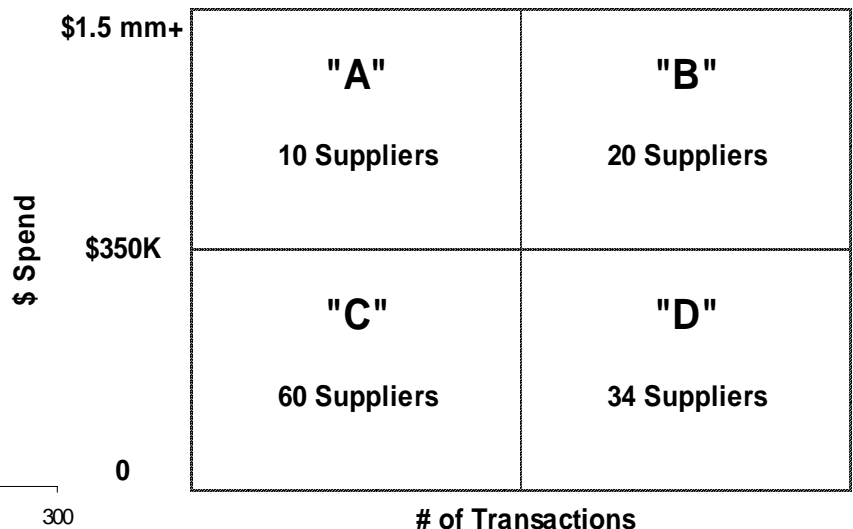 $1.5 mm+
"A"
"B"
10 Suppliers
20 Suppliers
$ Spend
$350K
"C"
"D"
60 Suppliers
34 Suppliers
0
300
# of Transactions